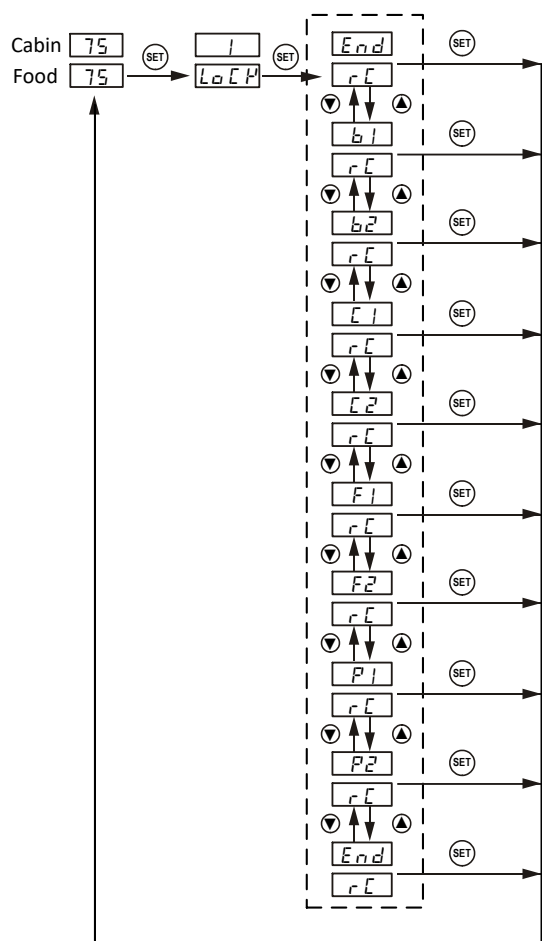 Cabin 75 SET 1 SET End SET
Food 75 LoCK rC
b1 SET
rC
b2 SET
rC
C1 SET
rC
C2 SET
rC
F1 SET
rC
F2 SET
rC
P1 SET
rC
P2 SET
rC
End SET
rC